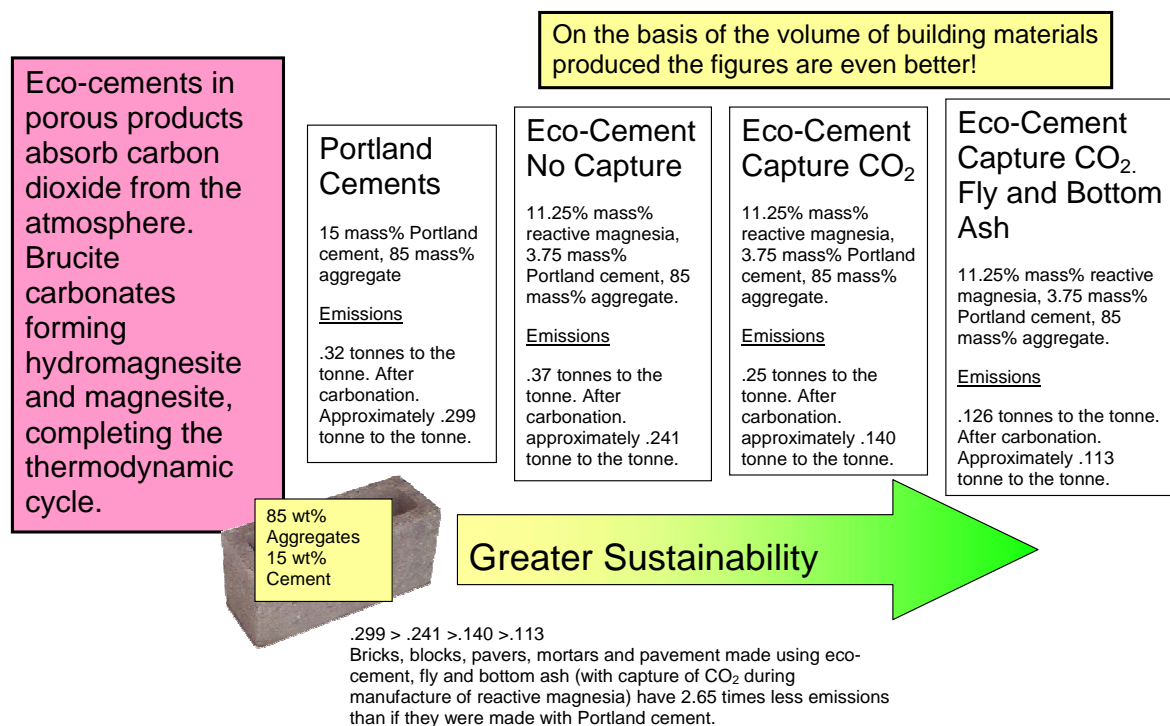 On the basis of the volume of building materials
produced the figures are even better!
Eco-cements in
porous products
absorb carbon
dioxide from the
atmosphere.
Brucite
carbonates
forming
hydromagnesite
and magnesite,
completing the
thermodynamic
cycle.
Portland
Cements
15 mass% Portland
cement, 85 mass%
aggregate
Emissions
.32 tonnes to the
tonne. After
carbonation.
Approximately .299
tonne to the tonne.
Eco-Cement
No Capture
11.25% mass%
reactive magnesia,
3.75 mass%
Portland cement, 85
mass% aggregate.
Emissions
.37 tonnes to the
tonne. After
carbonation.
approximately .241
tonne to the tonne.
Eco-Cement
Capture CO₂
11.25% mass%
reactive magnesia,
3.75 mass% Portland
cement, 85 mass%
aggregate.
Emissions
.25 tonnes to the
tonne. After
carbonation.
approximately .140
tonne to the tonne.
Eco-Cement
Capture CO₂.
Fly and Bottom
Ash
11.25% mass% reactive
magnesia, 3.75 mass%
Portland cement, 85
mass% aggregate.
Emissions
.126 tonnes to the tonne.
After carbonation.
Approximately .113
tonne to the tonne.
85 wt%
Aggregates
15 wt%
Cement
Greater Sustainability
.299 > .241 >.140 >.113
Bricks, blocks, pavers, mortars and pavement made using eco-
cement, fly and bottom ash (with capture of CO₂ during
manufacture of reactive magnesia) have 2.65 times less emissions
than if they were made with Portland cement.